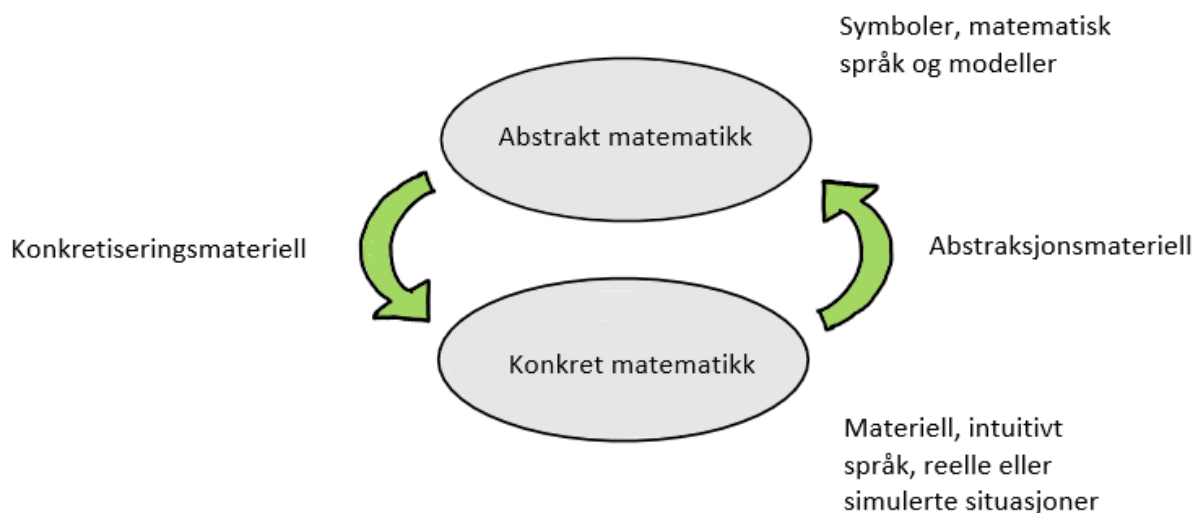 Symboler, matematisk
språk og modeller
Abstrakt matematikk
Konkretiseringsmateriell
Abstraksjonsmateriell
Konkret matematikk
Materiell, intuitivt
språk, reelle eller
simulerte situasjoner